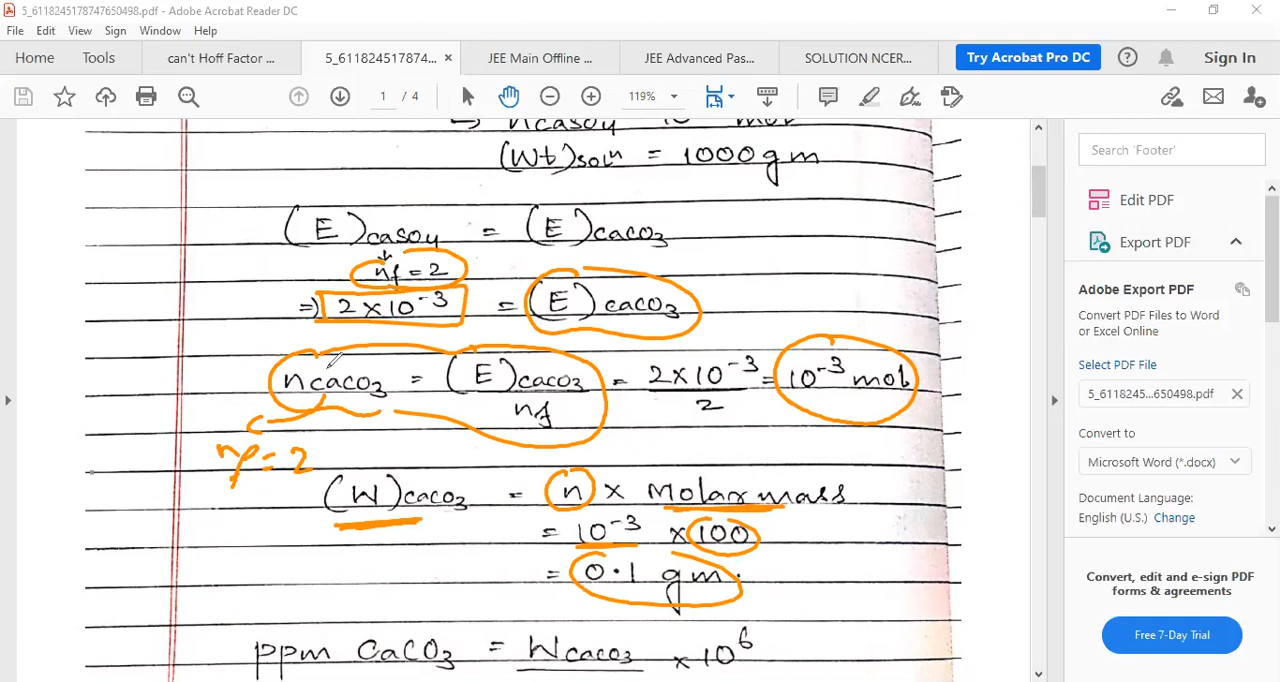 5_6118245178747650498.pdf - Adobe Acrobat Reader DC
File Edit View Sign Window Help
Home Tools can't Hoff Factor ... 5_611824517874... × JEE Main Offline ... JEE Advanced Pas... SOLUTION NCER... Try Acrobat Pro DC Sign In
1 / 4 119%
=> ncaso4 mol
(Wt)soln = 1000gm
(E)caso4 = (E)caco3
nf = 2
=> 2×10^-3 = (E)caco3
ncaco3 = (E)caco3 / nf = 2×10^-3 / 2 = 10^-3 mol
nf = 2
(W)caco3 = n × Molar mass
= 10^-3 × 100
= 0.1 gm.
ppm CaCO3 = Wcaco3 ×10^6
Search 'Footer'
Edit PDF
Export PDF
Adobe Export PDF
Convert PDF Files to Word
or Excel Online
Select PDF File
5_6118245...650498.pdf
Convert to
Microsoft Word (*.docx)
Document Language:
English (U.S.) Change
Convert, edit and e-sign PDF
forms & agreements
Free 7-Day Trial